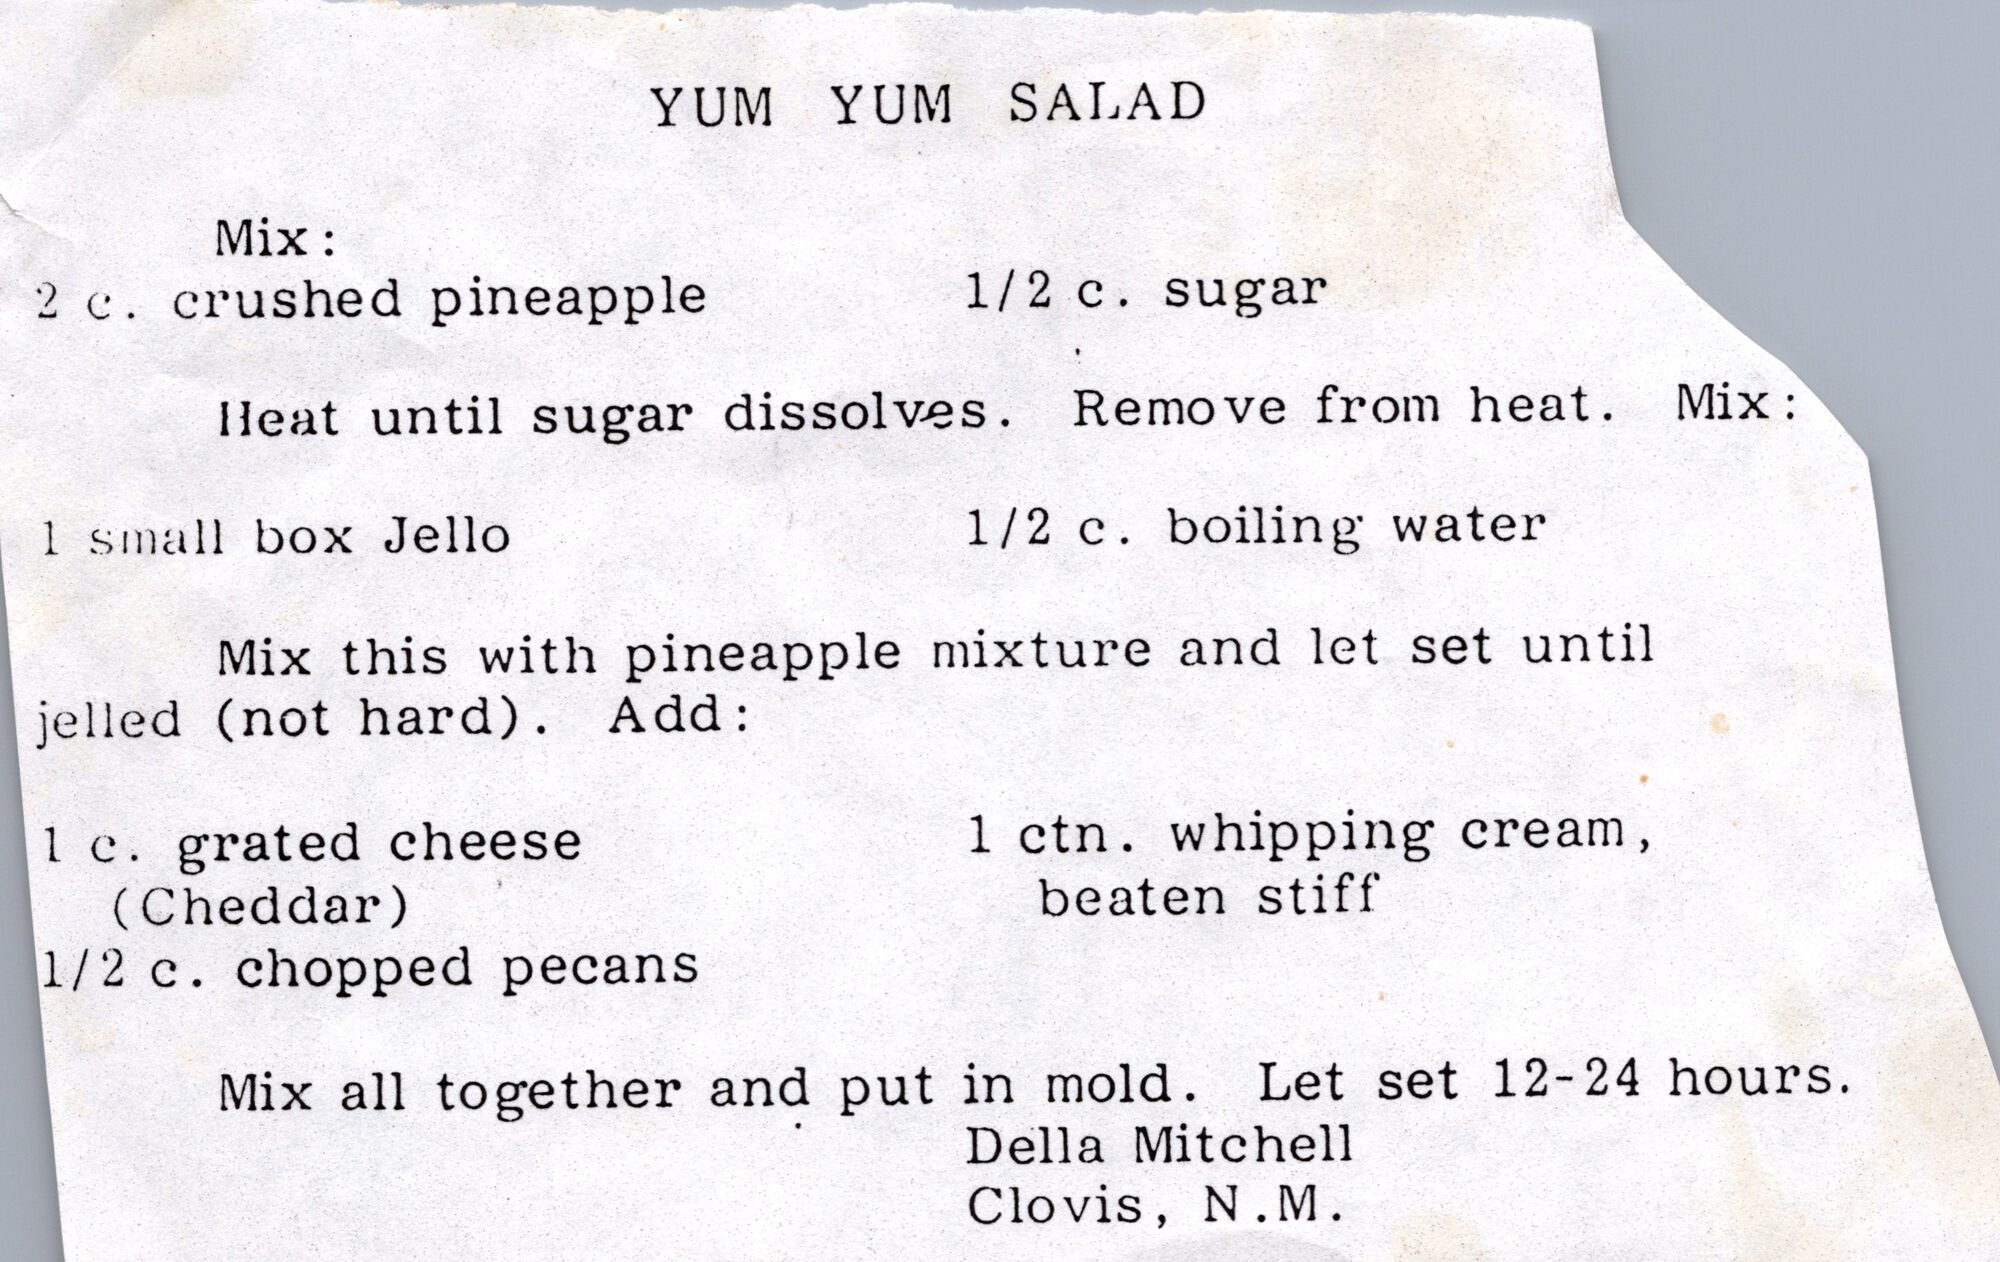 YUM YUM SALAD
Mix:
2 c. crushed pineapple 1/2 c. sugar
Heat until sugar dissolves. Remove from heat. Mix:
1 small box Jello 1/2 c. boiling water
Mix this with pineapple mixture and let set until
jelled (not hard). Add:
1 c. grated cheese 1 ctn. whipping cream,
(Cheddar) beaten stiff
1/2 c. chopped pecans
Mix all together and put in mold. Let set 12-24 hours.
Della Mitchell
Clovis, N.M.